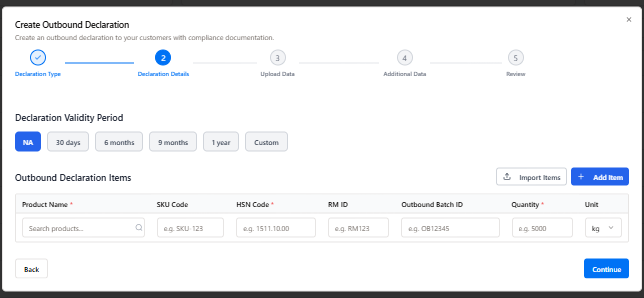 Create Outbound Declaration
×
Create an outbound declaration to your customers with compliance documentation.
2 3 4 5
Declaration Type Declaration Details Upload Data Additional Data Review
Declaration Validity Period
NA 30 days 6 months 9 months 1 year Custom
Outbound Declaration Items Import Items + Add Item
Product Name * SKU Code HSN Code * RM ID Outbound Batch ID Quantity * Unit
Search products... e.g. SKU-123 e.g. 1511.10.00 e.g. RM123 e.g. OB12345 e.g. 5000 kg
Back Continue